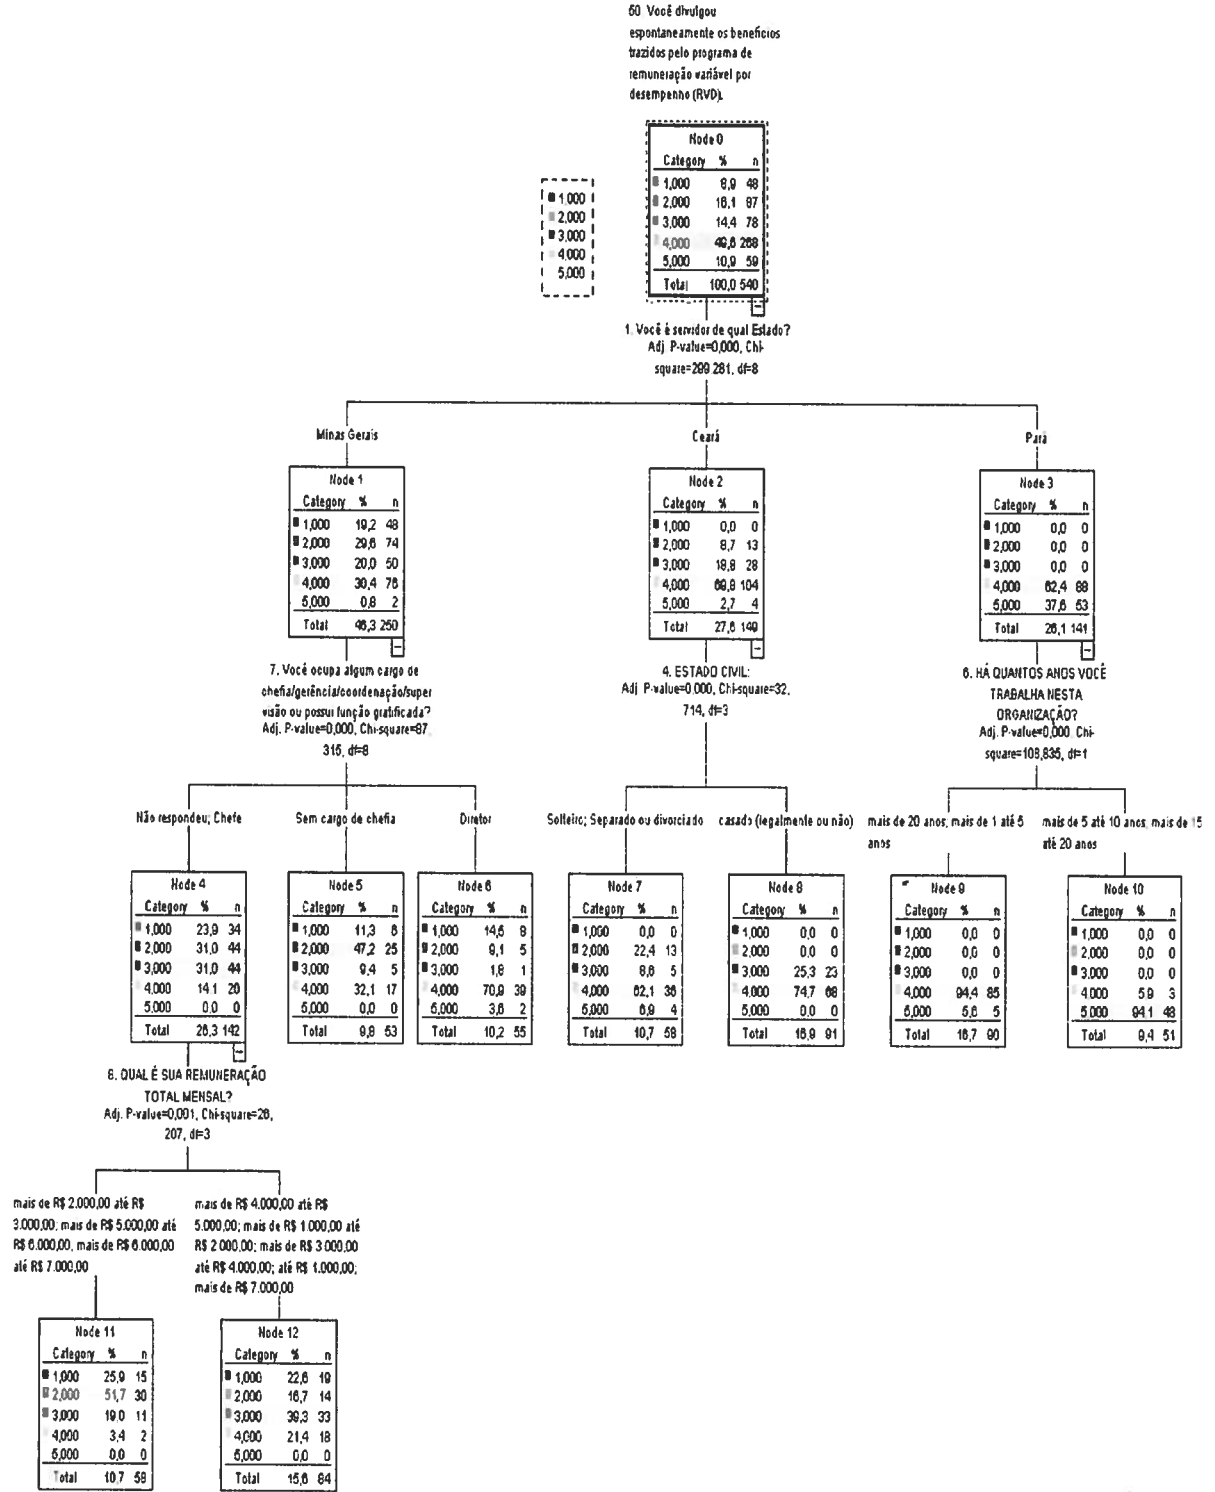 60 Você divulgou
espontaneamente os benefícios
trazidos pelo programa de
remuneração variável por
desempenho (RVD).
Node 0
Category % n
1,000 8,9 48
2,000 16,1 87
3,000 14,4 78
4,000 49,6 268
5,000 10,9 59
Total 100,0 540
1,000
2,000
3,000
4,000
5,000
1. Você é servidor de qual Estado?
Adj. P-value=0,000, Chi-
square=299,281, df=8
Minas Gerais
Ceará
Pará
Node 1
Category % n
1,000 19,2 48
2,000 29,6 74
3,000 20,0 50
4,000 30,4 76
5,000 0,8 2
Total 46,3 250
Node 2
Category % n
1,000 0,0 0
2,000 8,7 13
3,000 18,8 28
4,000 69,8 104
5,000 2,7 4
Total 27,6 149
Node 3
Category % n
1,000 0,0 0
2,000 0,0 0
3,000 0,0 0
4,000 62,4 88
5,000 37,6 53
Total 26,1 141
7. Você ocupa algum cargo de
chefia/gerência/coordenação/super
visão ou possui função gratificada?
Adj. P-value=0,000, Chi-square=87,
315, df=8
4. ESTADO CIVIL:
Adj. P-value=0,000, Chi-square=32,
714, df=3
6. HÁ QUANTOS ANOS VOCÊ
TRABALHA NESTA
ORGANIZAÇÃO?
Adj. P-value=0,000, Chi-
square=108,835, df=1
Não respondeu; Chefe
Sem cargo de chefia
Diretor
Solteiro; Separado ou divorciado
casado (legalmente ou não)
mais de 20 anos; mais de 1 até 5
anos
mais de 5 até 10 anos; mais de 15
até 20 anos
Node 4
Category % n
1,000 23,9 34
2,000 31,0 44
3,000 31,0 44
4,000 14,1 20
5,000 0,0 0
Total 26,3 142
Node 5
Category % n
1,000 11,3 6
2,000 47,2 25
3,000 9,4 5
4,000 32,1 17
5,000 0,0 0
Total 9,8 53
Node 6
Category % n
1,000 14,5 8
2,000 9,1 5
3,000 1,8 1
4,000 70,9 39
5,000 3,6 2
Total 10,2 55
Node 7
Category % n
1,000 0,0 0
2,000 22,4 13
3,000 8,6 5
4,000 62,1 36
5,000 6,9 4
Total 10,7 58
Node 8
Category % n
1,000 0,0 0
2,000 0,0 0
3,000 25,3 23
4,000 74,7 68
5,000 0,0 0
Total 16,9 91
Node 9
Category % n
1,000 0,0 0
2,000 0,0 0
3,000 0,0 0
4,000 94,4 85
5,000 5,6 5
Total 16,7 90
Node 10
Category % n
1,000 0,0 0
2,000 0,0 0
3,000 0,0 0
4,000 5,9 3
5,000 94,1 48
Total 9,4 51
8. QUAL É SUA REMUNERAÇÃO
TOTAL MENSAL?
Adj. P-value=0,001, Chi-square=26,
207, df=3
mais de R$ 2.000,00 até R$
3.000,00; mais de R$ 5.000,00 até
R$ 6.000,00, mais de R$ 6.000,00
até R$ 7.000,00
mais de R$ 4.000,00 até R$
5.000,00; mais de R$ 1.000,00 até
R$ 2.000,00; mais de R$ 3.000,00
até R$ 4.000,00; até R$ 1.000,00;
mais de R$ 7.000,00
Node 11
Category % n
1,000 25,9 15
2,000 51,7 30
3,000 19,0 11
4,000 3,4 2
5,000 0,0 0
Total 10,7 58
Node 12
Category % n
1,000 22,6 19
2,000 16,7 14
3,000 39,3 33
4,000 21,4 18
5,000 0,0 0
Total 15,6 84